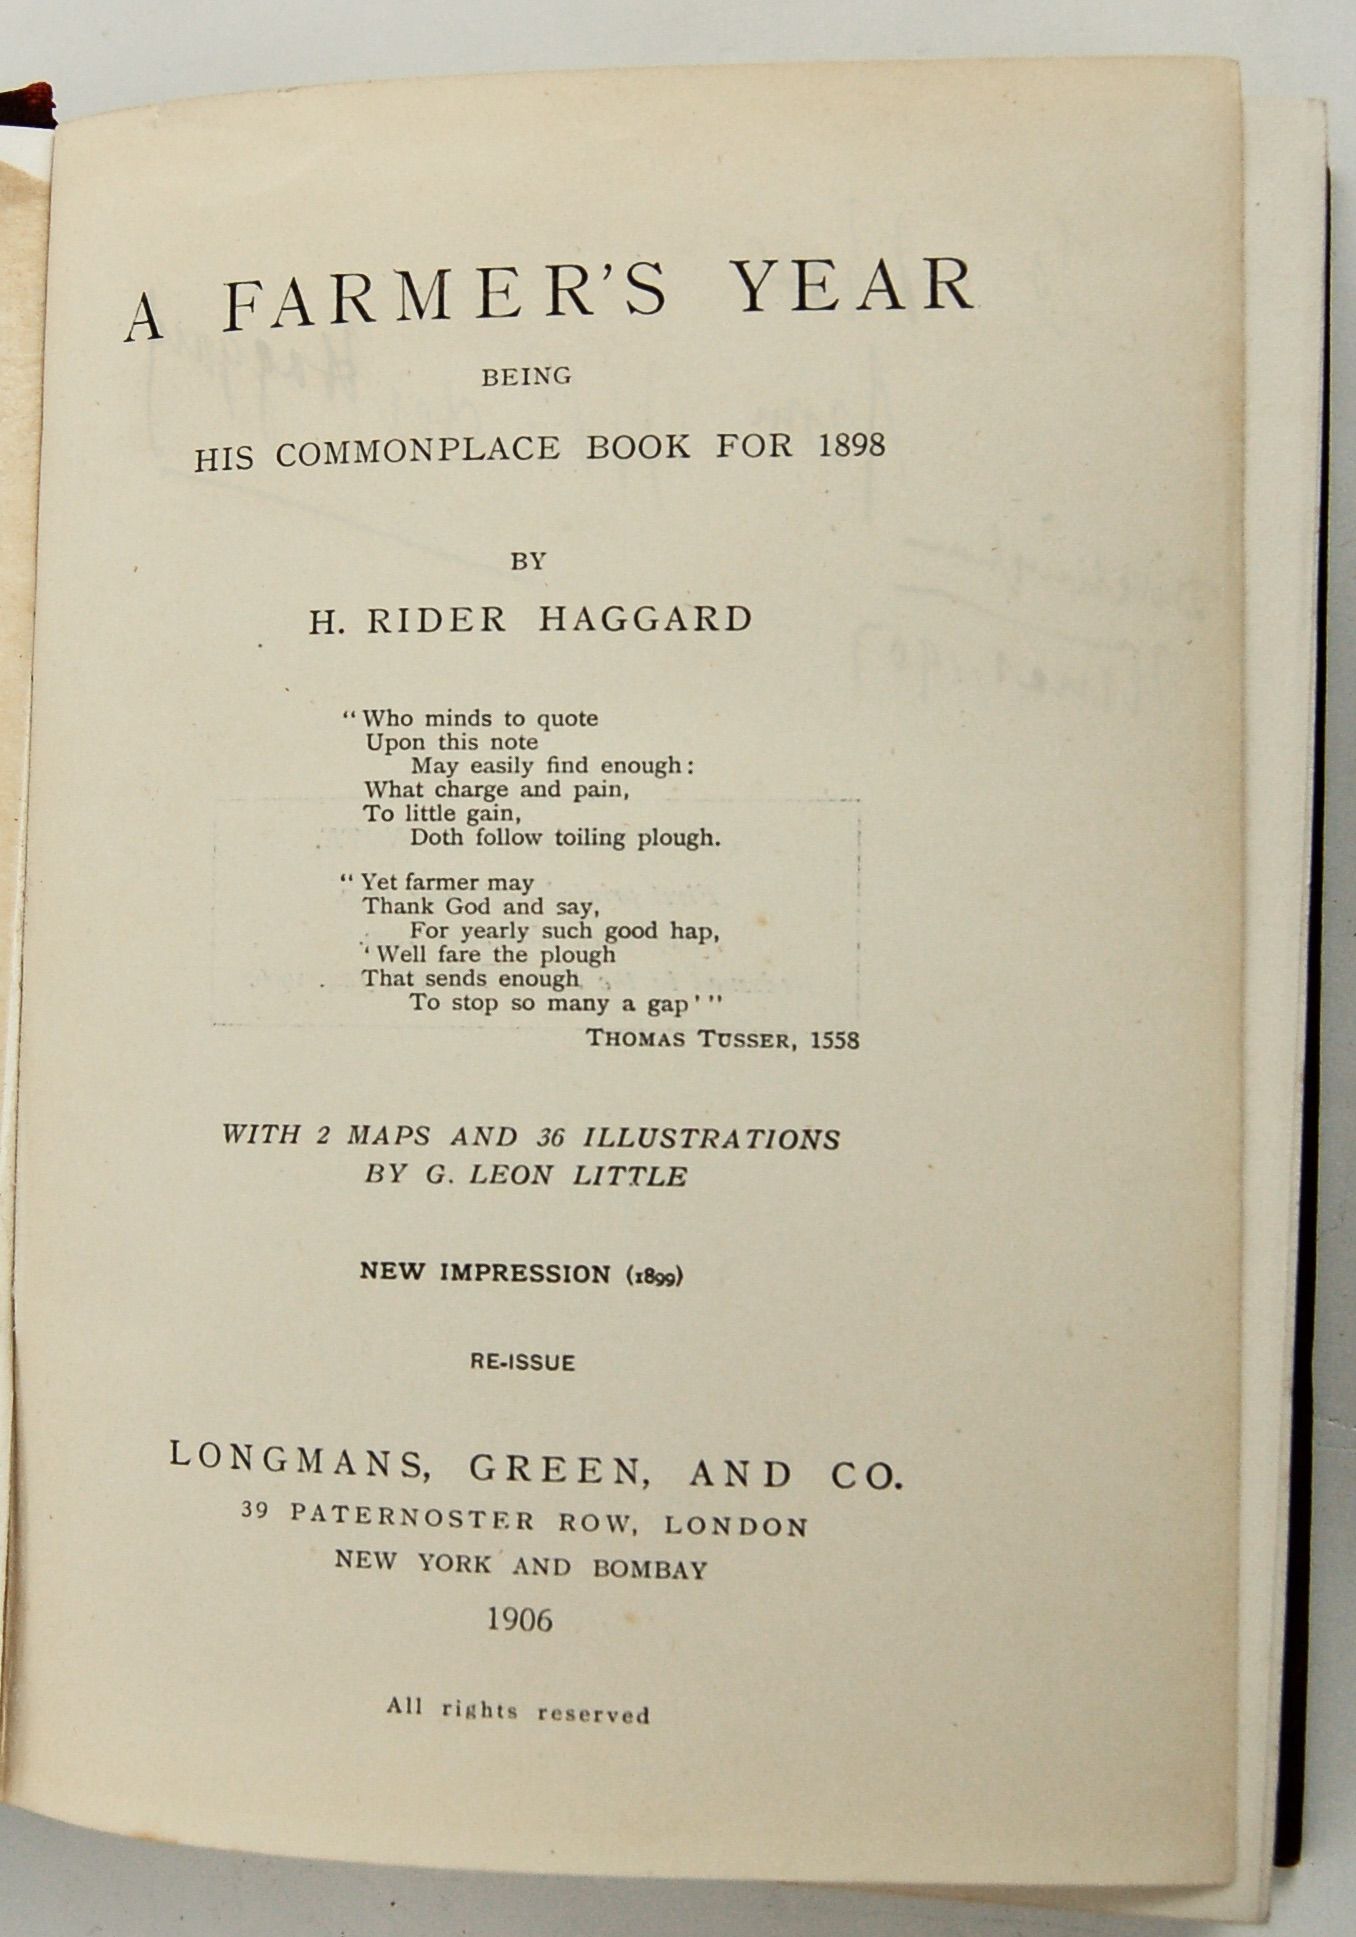 A FARMER'S YEAR
BEING
HIS COMMONPLACE BOOK FOR 1898
BY
H. RIDER HAGGARD
“Who minds to quote
Upon this note
May easily find enough:
What charge and pain,
To little gain,
Doth follow toiling plough.
“Yet farmer may
Thank God and say,
For yearly such good hap,
‘Well fare the plough
That sends enough
To stop so many a gap’”
THOMAS TUSSER, 1558
WITH 2 MAPS AND 36 ILLUSTRATIONS
BY G. LEON LITTLE
NEW IMPRESSION (1899)
RE-ISSUE
LONGMANS, GREEN, AND CO.
39 PATERNOSTER ROW, LONDON
NEW YORK AND BOMBAY
1906
All rights reserved